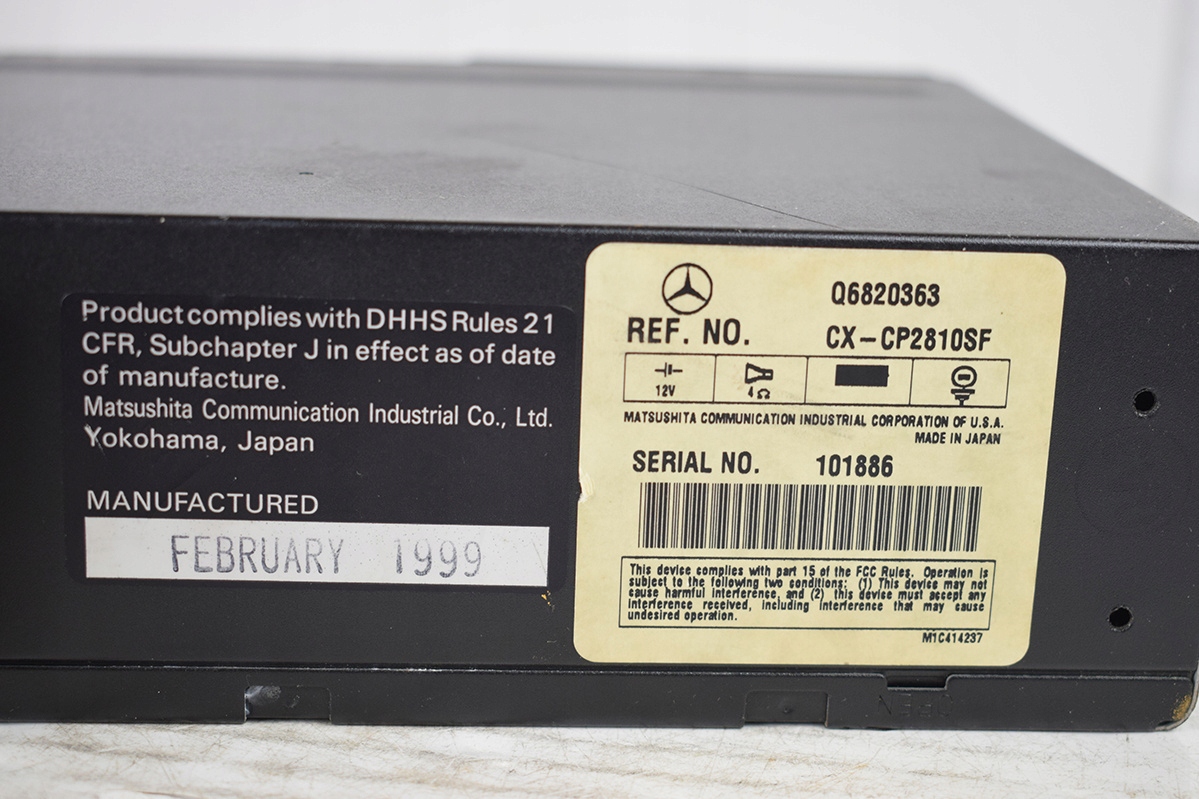 Product complies with DHHS Rules 21
CFR, Subchapter J in effect as of date
of manufacture.
Matsushita Communication Industrial Co., Ltd.
Yokohama, Japan
MANUFACTURED
FEBRUARY 1999
Q6820363
REF. NO. CX-CP2810SF
12V 4Ω
MATSUSHITA COMMUNICATION INDUSTRIAL CORPORATION OF U.S.A.
MADE IN JAPAN
SERIAL NO. 101886
This device complies with part 15 of the FCC Rules. Operation is
subject to the following two conditions: (1) This device may not
cause harmful interference, and (2) this device must accept any
interference received, including interference that may cause
undesired operation.
M1C414237
OPEN